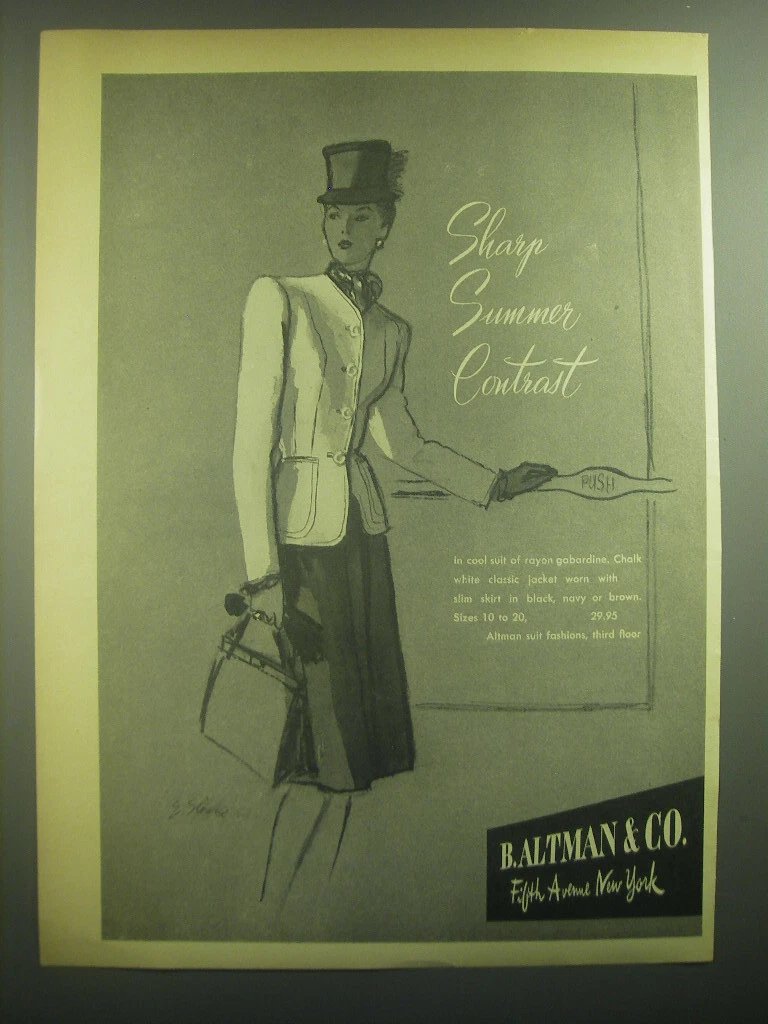 Sharp
Summer
Contrast
PUSH
In cool suit of rayon gabardine. Chalk
white classic jacket worn with
slim skirt in black, navy or brown.
Sizes 10 to 20, 29.95
Altman suit fashions, third floor
B. ALTMAN & CO.
Fifth Avenue New York